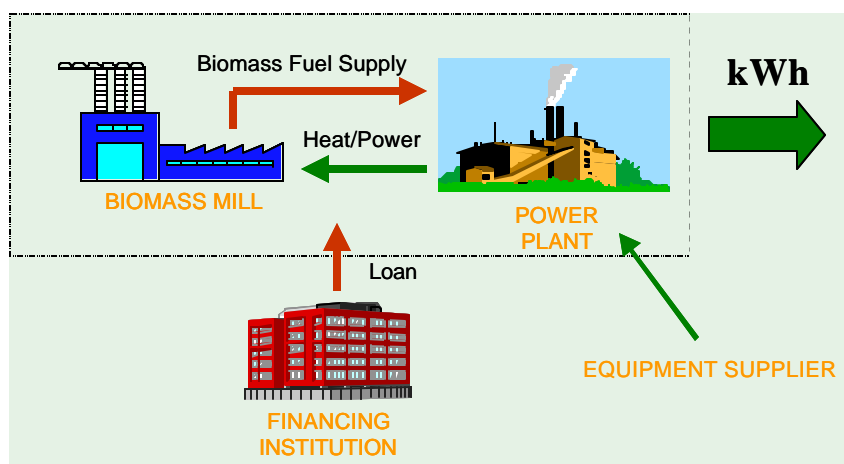 Biomass Fuel Supply
kWh
Heat/Power
BIOMASS MILL
POWER
PLANT
Loan
EQUIPMENT SUPPLIER
FINANCING
INSTITUTION